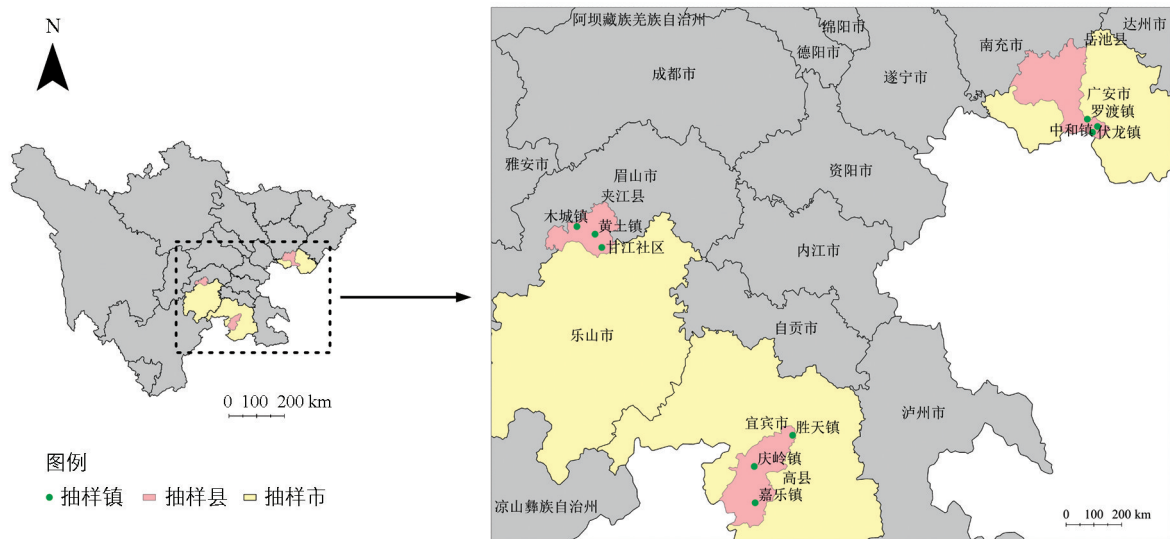 N
0 100 200 km
图例
抽样镇 抽样县 抽样市
阿坝藏族羌族自治州
绵阳市
德阳市
成都市
遂宁市
南充市
岳池县
达州市
广安市
罗渡镇
中和镇
伏龙镇
雅安市
眉山市
夹江县
木城镇
黄土镇
甘江社区
资阳市
内江市
乐山市
自贡市
泸州市
宜宾市
胜天镇
庆岭镇
高县
嘉乐镇
凉山彝族自治州
0 100 200 km